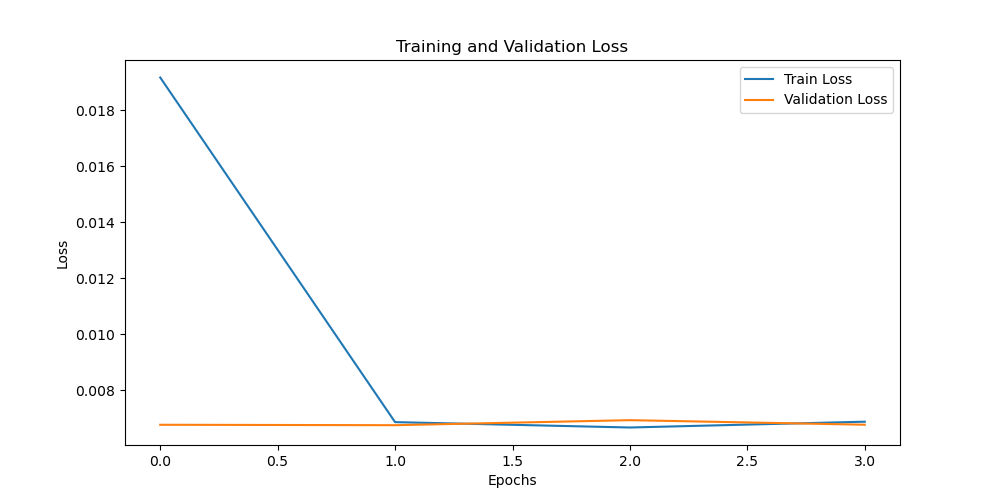 Training and Validation Loss
Train Loss
Validation Loss
0.018
0.016
0.014
0.012
0.010
0.008
Loss
0.0 0.5 1.0 1.5 2.0 2.5 3.0
Epochs